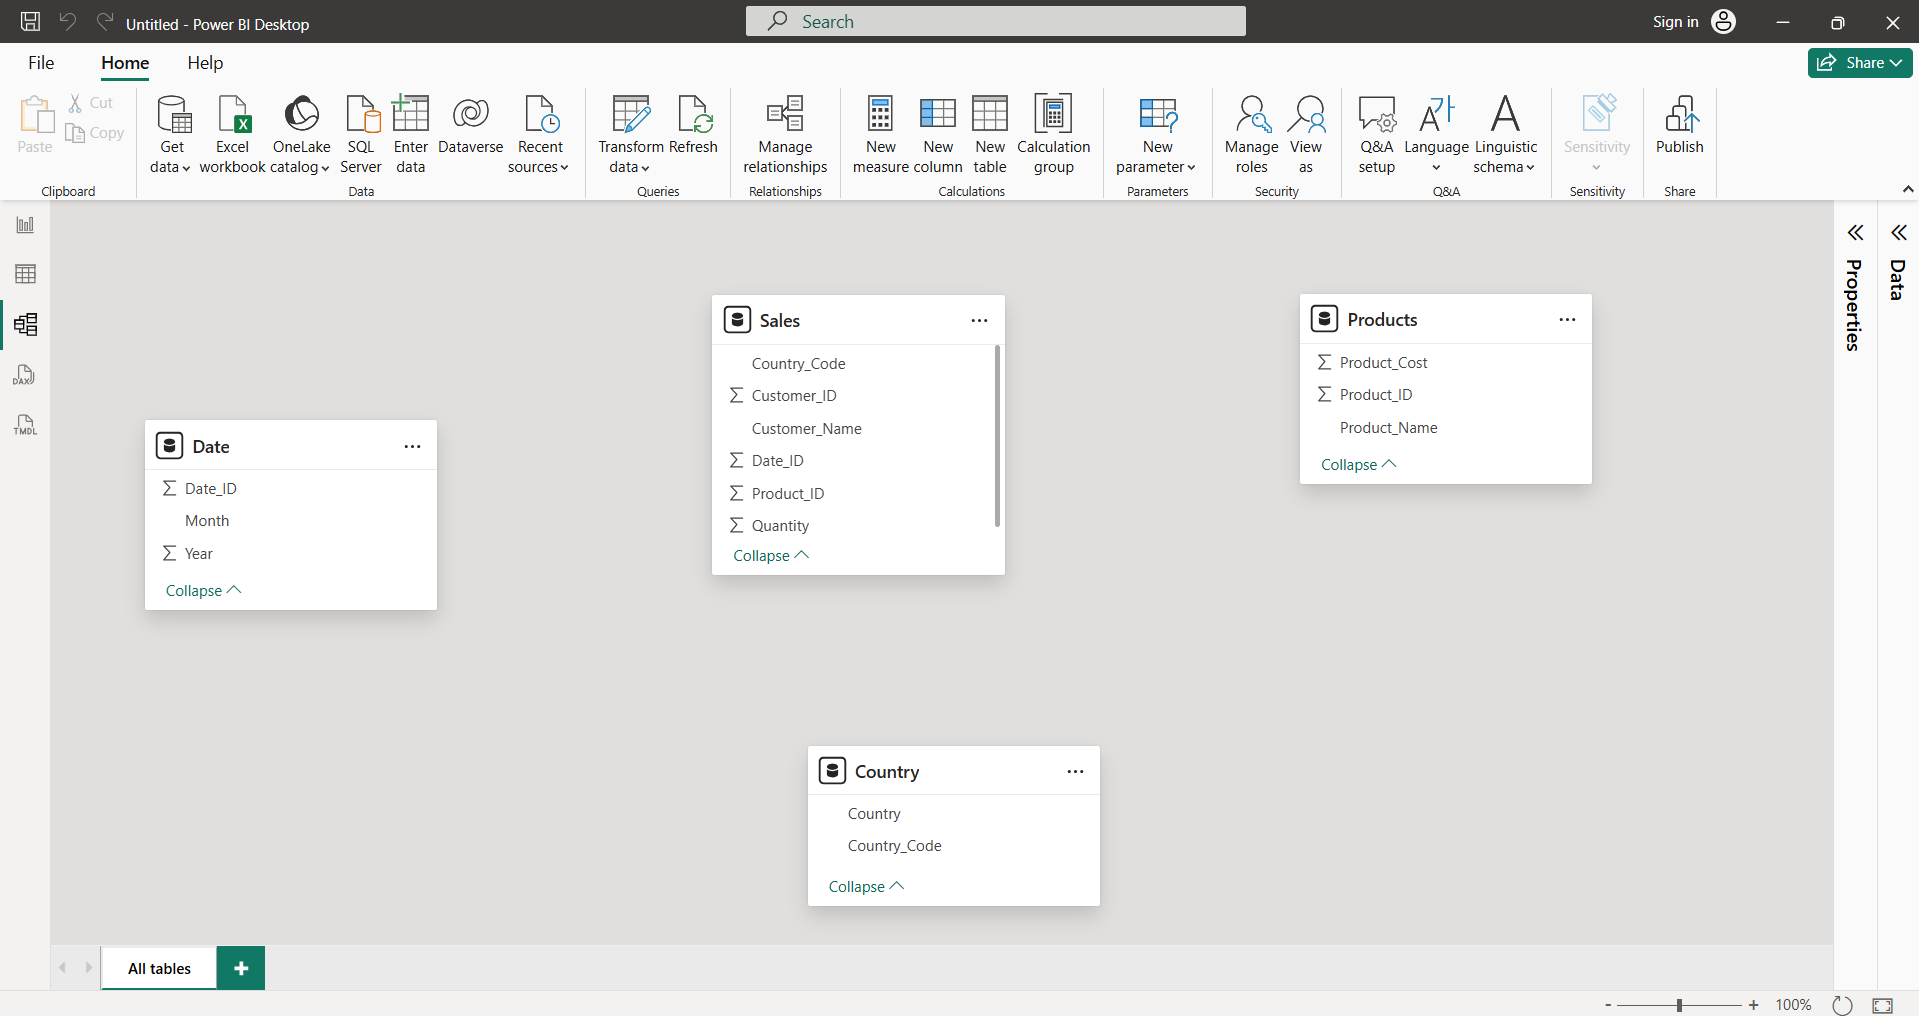 Untitled - Power BI Desktop
Search
Sign in
File
Home
Help
Share
Paste
Cut
Copy
Clipboard
Get data
Excel workbook
OneLake catalog
SQL Server
Enter data
Dataverse
Recent sources
Data
Transform data
Refresh
Queries
Manage relationships
Relationships
New measure
New column
New table
Calculation group
Calculations
New parameter
Parameters
Manage roles
View as
Security
Q&A setup
Language
Linguistic schema
Q&A
Sensitivity
Sensitivity
Publish
Share
DAX
TMDL
Date
Date_ID
Month
Year
Collapse
Sales
Country_Code
Customer_ID
Customer_Name
Date_ID
Product_ID
Quantity
Collapse
Products
Product_Cost
Product_ID
Product_Name
Collapse
Country
Country
Country_Code
Collapse
Properties
Data
All tables
+
- + 100%